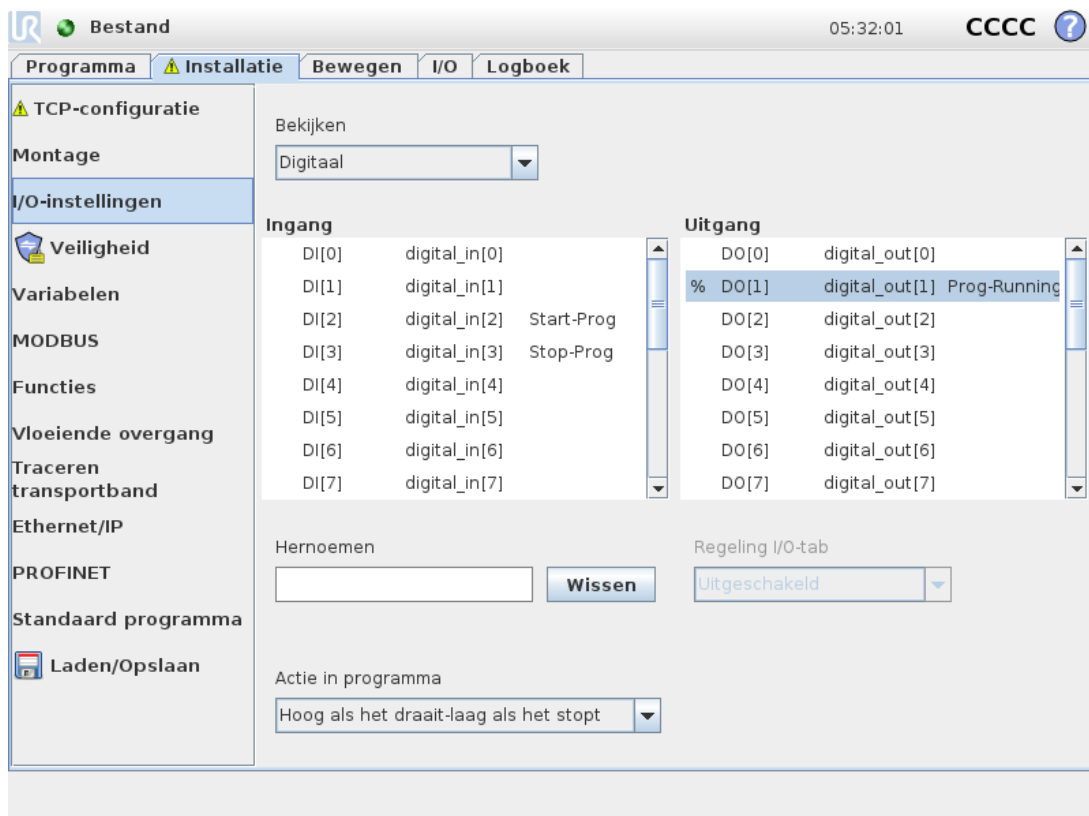 UR Bestand 05:32:01 CCCC ?
Programma Installatie Bewegen I/O Logboek
TCP-configuratie
Montage
I/O-instellingen
Veiligheid
Variabelen
MODBUS
Functies
Vloeiende overgang
Traceren
transportband
Ethernet/IP
PROFINET
Standaard programma
Laden/Opslaan
Bekijken
Digitaal
Ingang
DI[0] digital_in[0]
DI[1] digital_in[1]
DI[2] digital_in[2] Start-Prog
DI[3] digital_in[3] Stop-Prog
DI[4] digital_in[4]
DI[5] digital_in[5]
DI[6] digital_in[6]
DI[7] digital_in[7]
Uitgang
DO[0] digital_out[0]
% DO[1] digital_out[1] Prog-Running
DO[2] digital_out[2]
DO[3] digital_out[3]
DO[4] digital_out[4]
DO[5] digital_out[5]
DO[6] digital_out[6]
DO[7] digital_out[7]
Hernoemen
Wissen
Regeling I/O-tab
Uitgeschakeld
Actie in programma
Hoog als het draait-laag als het stopt